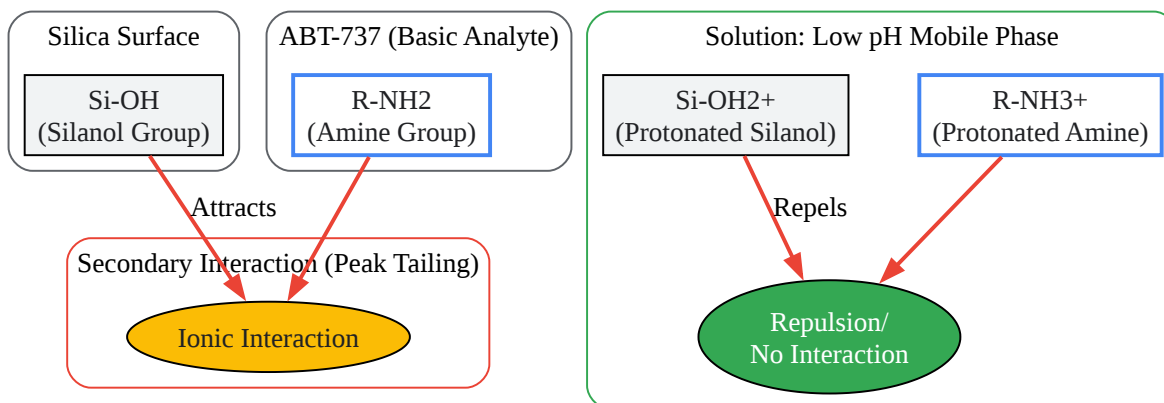 Silica Surface
Si-OH
(Silanol Group)
ABT-737 (Basic Analyte)
R-NH2
(Amine Group)
Attracts
Secondary Interaction (Peak Tailing)
Ionic Interaction
Solution: Low pH Mobile Phase
Si-OH2+
(Protonated Silanol)
R-NH3+
(Protonated Amine)
Repels
Repulsion/
No Interaction